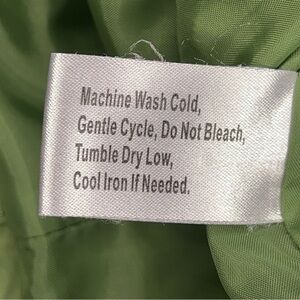 Machine Wash Cold,
Gentle Cycle, Do Not Bleach,
Tumble Dry Low,
Cool Iron If Needed.